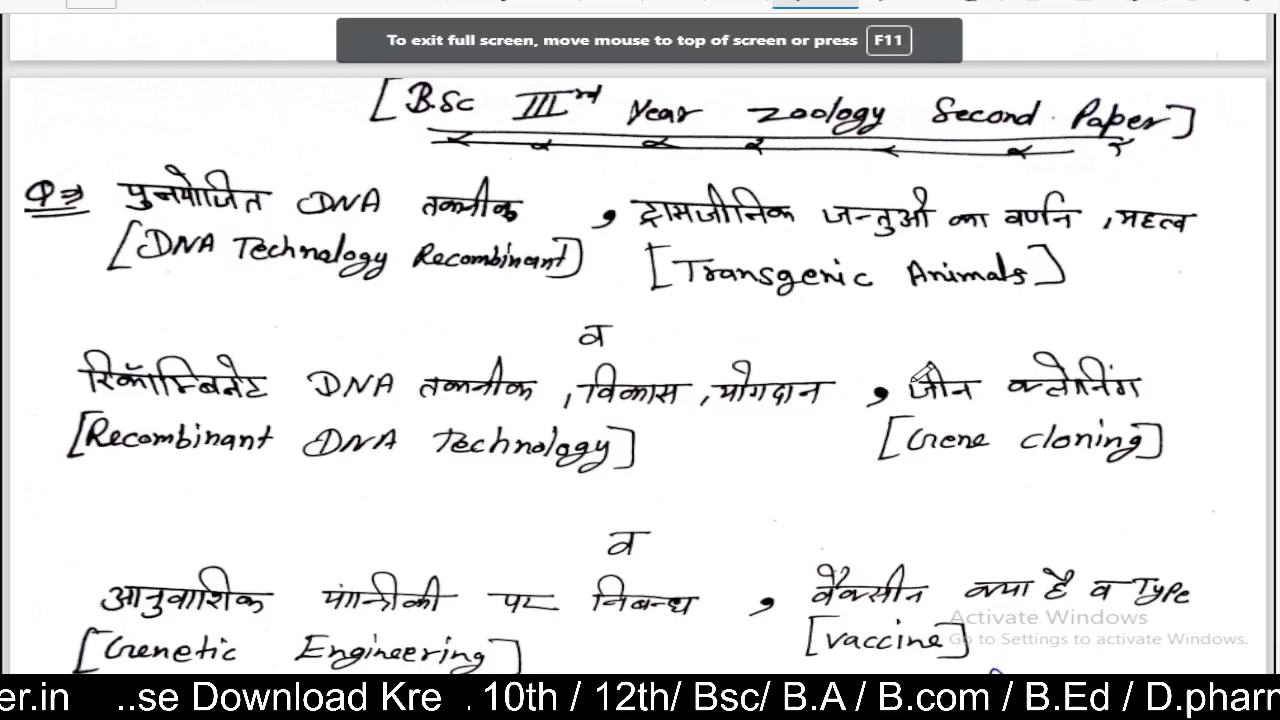 To exit full screen, move mouse to top of screen or press F11
[B.Sc IIIrd Year Zoology Second Paper]
Q⇒ पुनर्योजित DNA तकनीक , ट्रांसजीनिक जन्तुओं का वर्णन , महत्व
[DNA Technology Recombinant] [Transgenic Animals]
व
रिकॉम्बिनेंट DNA तकनीक , विकास , योगदान , जीन क्लोनिंग
[Recombinant DNA Technology] [Gene cloning]
व
आनुवांशिक यांत्रिकी पर निबन्ध , वैक्सीन क्या है व Type
[Genetic Engineering] [vaccine]
Activate Windows
Go to Settings to activate Windows.
er.in ..se Download Kre . 10th / 12th/ Bsc/ B.A / B.com / B.Ed / D.pharm